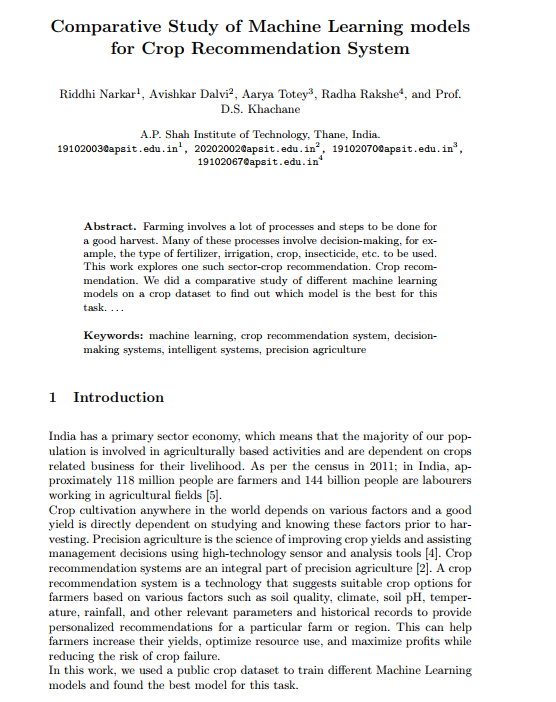 Comparative Study of Machine Learning models
for Crop Recommendation System
Riddhi Narkar¹, Avishkar Dalvi², Aarya Totey³, Radha Rakshe⁴, and Prof.
D.S. Khachane
A.P. Shah Institute of Technology, Thane, India.
19102003@apsit.edu.in¹, 20202002@apsit.edu.in², 19102070@apsit.edu.in³,
19102067@apsit.edu.in⁴
Abstract. Farming involves a lot of processes and steps to be done for
a good harvest. Many of these processes involve decision-making, for ex-
ample, the type of fertilizer, irrigation, crop, insecticide, etc. to be used.
This work explores one such sector-crop recommendation. Crop recom-
mendation. We did a comparative study of different machine learning
models on a crop dataset to find out which model is the best for this
task. ...
Keywords: machine learning, crop recommendation system, decision-
making systems, intelligent systems, precision agriculture
1 Introduction
India has a primary sector economy, which means that the majority of our pop-
ulation is involved in agriculturally based activities and are dependent on crops
related business for their livelihood. As per the census in 2011; in India, ap-
proximately 118 million people are farmers and 144 billion people are labourers
working in agricultural fields [5].
Crop cultivation anywhere in the world depends on various factors and a good
yield is directly dependent on studying and knowing these factors prior to har-
vesting. Precision agriculture is the science of improving crop yields and assisting
management decisions using high-technology sensor and analysis tools [4]. Crop
recommendation systems are an integral part of precision agriculture [2]. A crop
recommendation system is a technology that suggests suitable crop options for
farmers based on various factors such as soil quality, climate, soil pH, temper-
ature, rainfall, and other relevant parameters and historical records to provide
personalized recommendations for a particular farm or region. This can help
farmers increase their yields, optimize resource use, and maximize profits while
reducing the risk of crop failure.
In this work, we used a public crop dataset to train different Machine Learning
models and found the best model for this task.